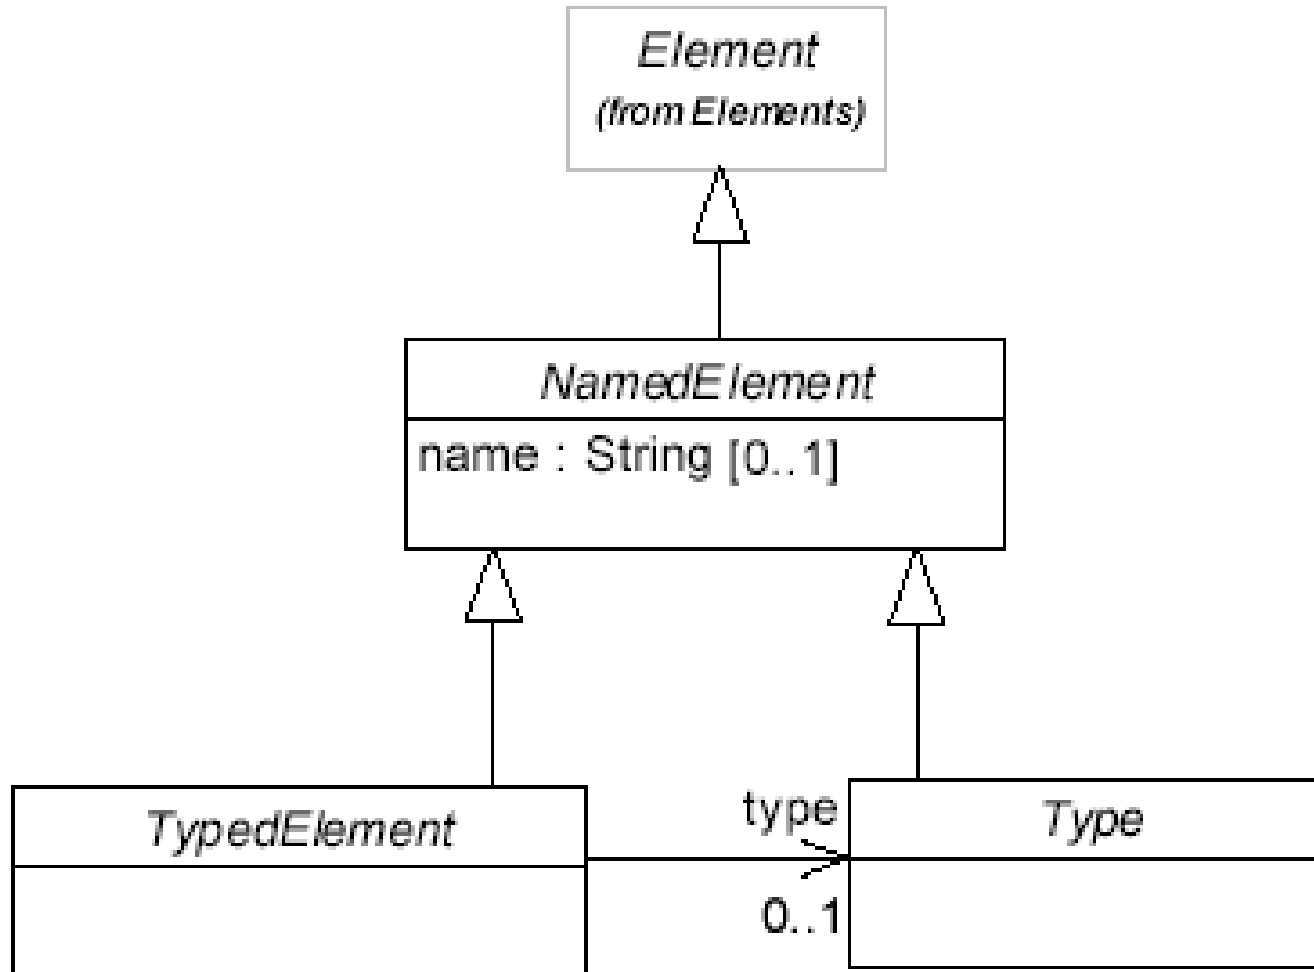 Element
(from Elements)
NamedElement
name : String [0..1]
TypedElement
type
0..1
Type